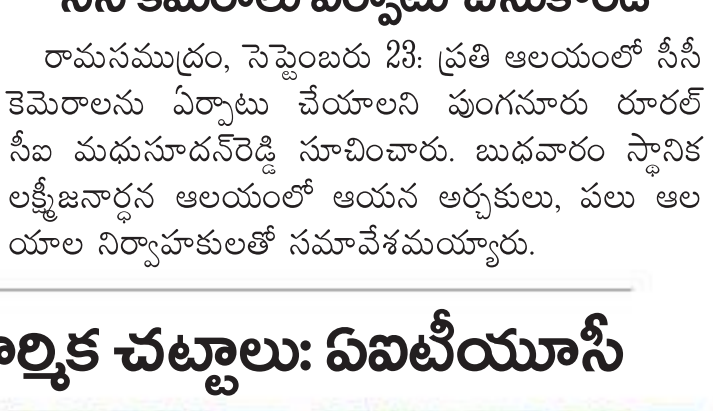 సీసీ కెమెరాలు ఏర్పాటు చేసుకోండి
రామసముద్రం, సెప్టెంబరు 23: ప్రతి ఆలయంలో సీసీ
కెమెరాలను ఏర్పాటు చేయాలని పుంగనూరు రూరల్
సీఐ మధుసూదన్‌రెడ్డి సూచించారు. బుధవారం స్థానిక
లక్ష్మీజనార్ధన ఆలయంలో ఆయన అర్చకులు, పలు ఆల
యాల నిర్వాహకులతో సమావేశమయ్యారు.
చట్టాలు: ఏఐటీయూసీ